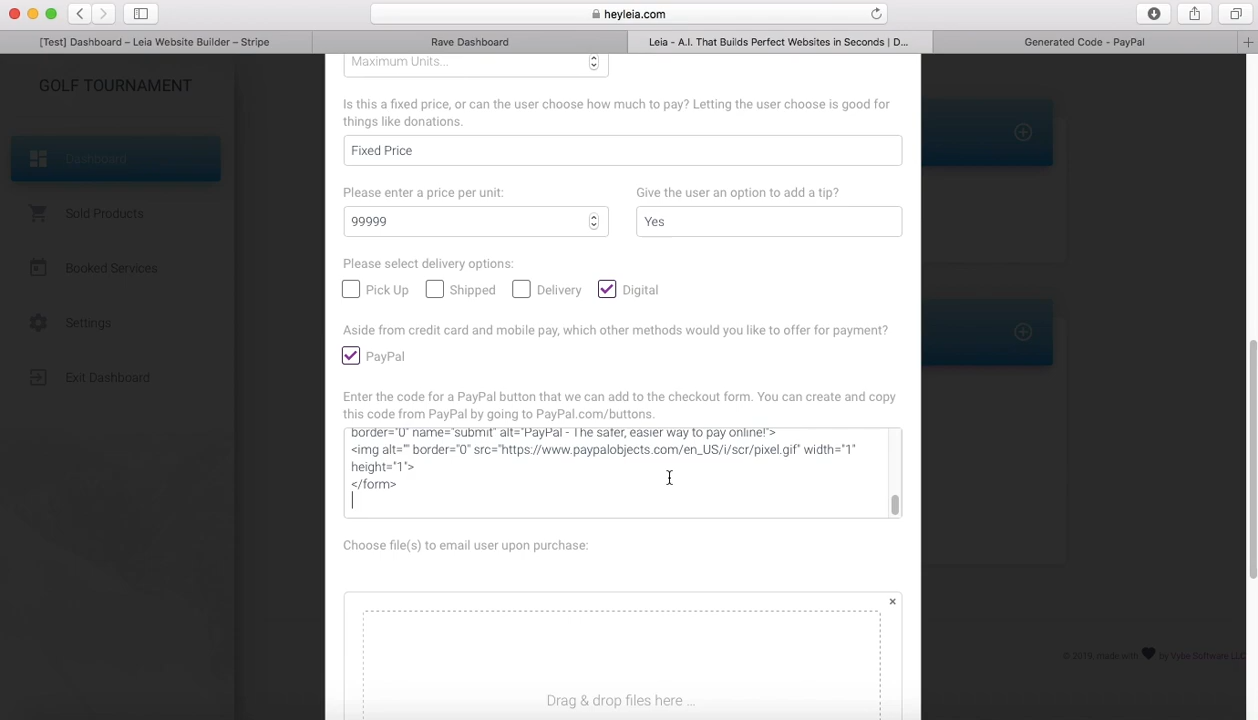 heyleia.com
[Test] Dashboard – Leia Website Builder – Stripe
Rave Dashboard
Leia - A.I. That Builds Perfect Websites in Seconds | D...
Generated Code - PayPal
GOLF TOURNAMENT
Dashboard
Sold Products
Booked Services
Settings
Exit Dashboard
Maximum Units...
Is this a fixed price, or can the user choose how much to pay? Letting the user choose is good for
things like donations.
Fixed Price
Please enter a price per unit:
Give the user an option to add a tip?
99999
Yes
Please select delivery options:
Pick Up
Shipped
Delivery
Digital
Aside from credit card and mobile pay, which other methods would you like to offer for payment?
PayPal
Enter the code for a PayPal button that we can add to the checkout form. You can create and copy
this code from PayPal by going to PayPal.com/buttons.
border="0" name="submit" alt="PayPal - The safer, easier way to pay online!">
<img alt="" border="0" src="https://www.paypalobjects.com/en_US/i/scr/pixel.gif" width="1"
height="1">
</form>
Choose file(s) to email user upon purchase:
Drag & drop files here ...
© 2019, made with by Vybe Software LLC